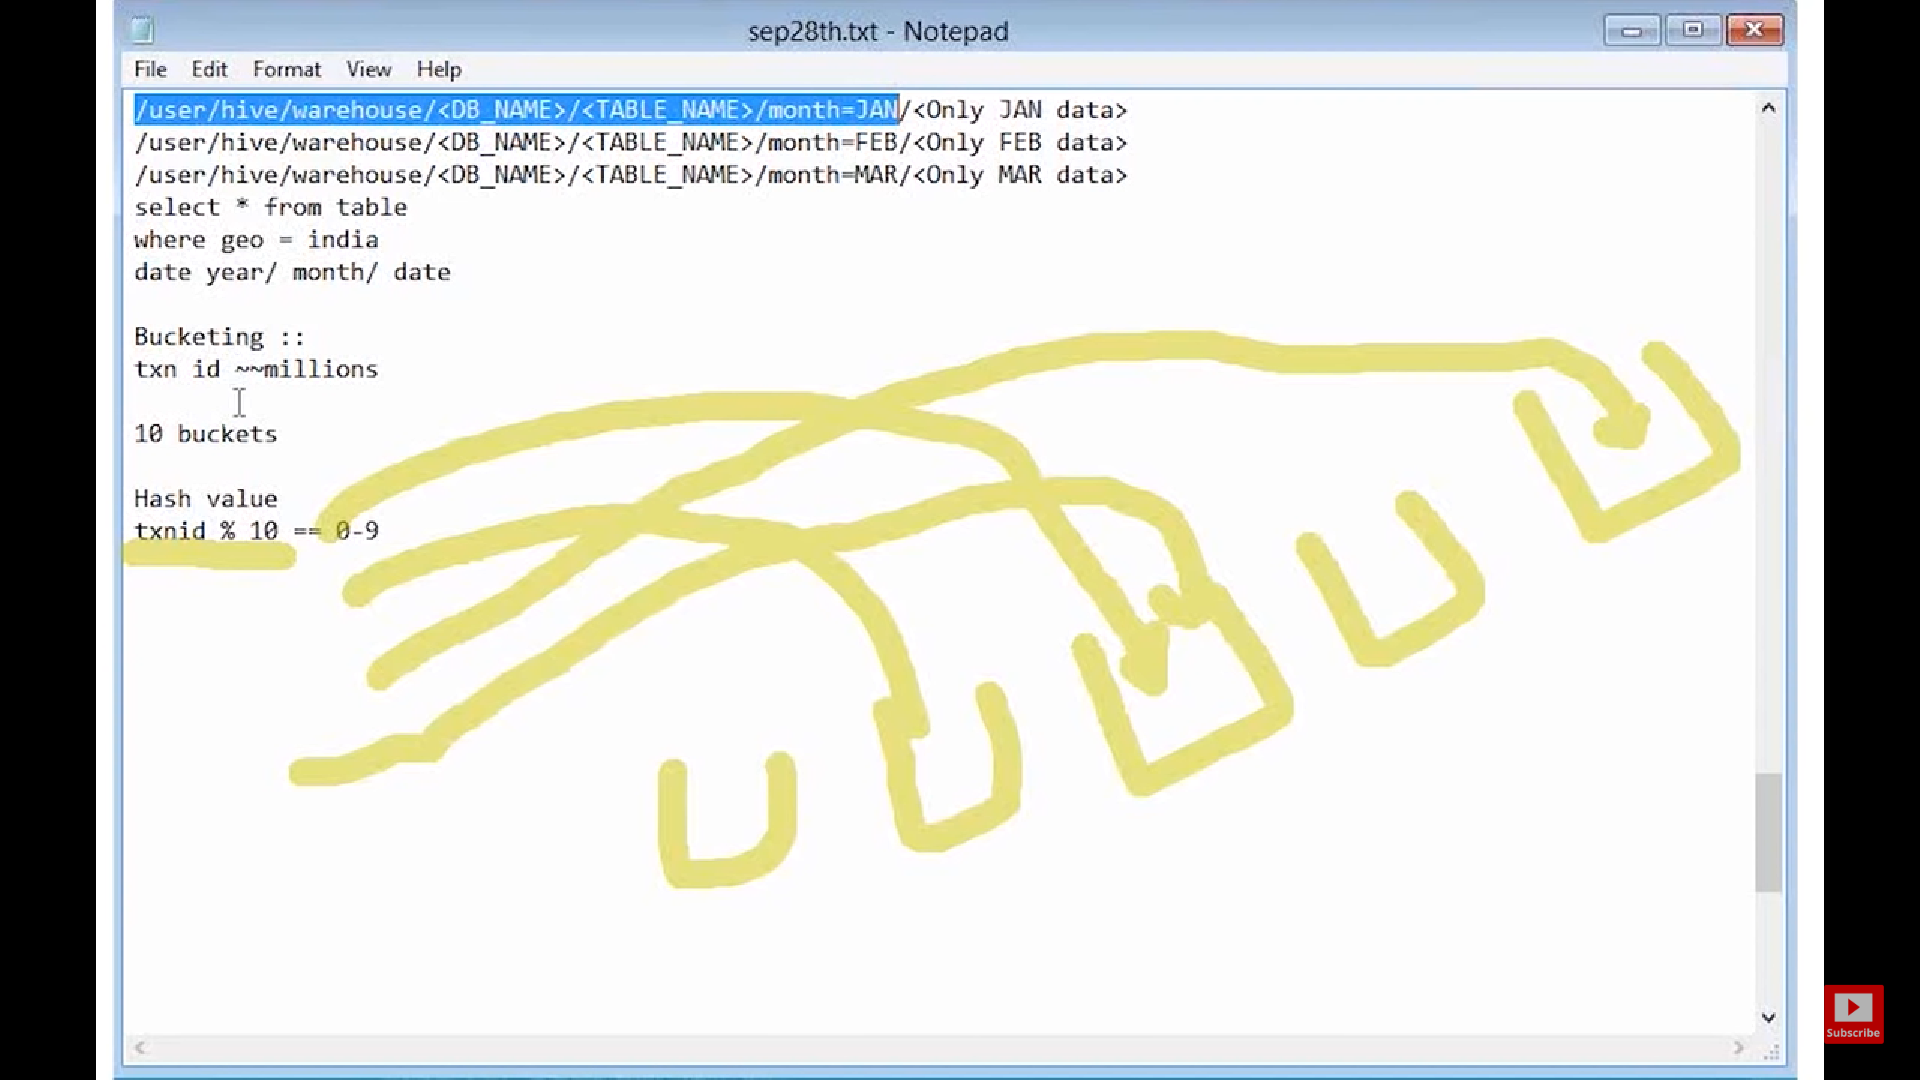 sep28th.txt - Notepad
File Edit Format View Help
/user/hive/warehouse/<DB_NAME>/<TABLE_NAME>/month=JAN/<Only JAN data>
/user/hive/warehouse/<DB_NAME>/<TABLE_NAME>/month=FEB/<Only FEB data>
/user/hive/warehouse/<DB_NAME>/<TABLE_NAME>/month=MAR/<Only MAR data>
select * from table
where geo = india
date year/ month/ date
Bucketing ::
txn id ~~millions
10 buckets
Hash value
txnid % 10 == 0-9
Subscribe